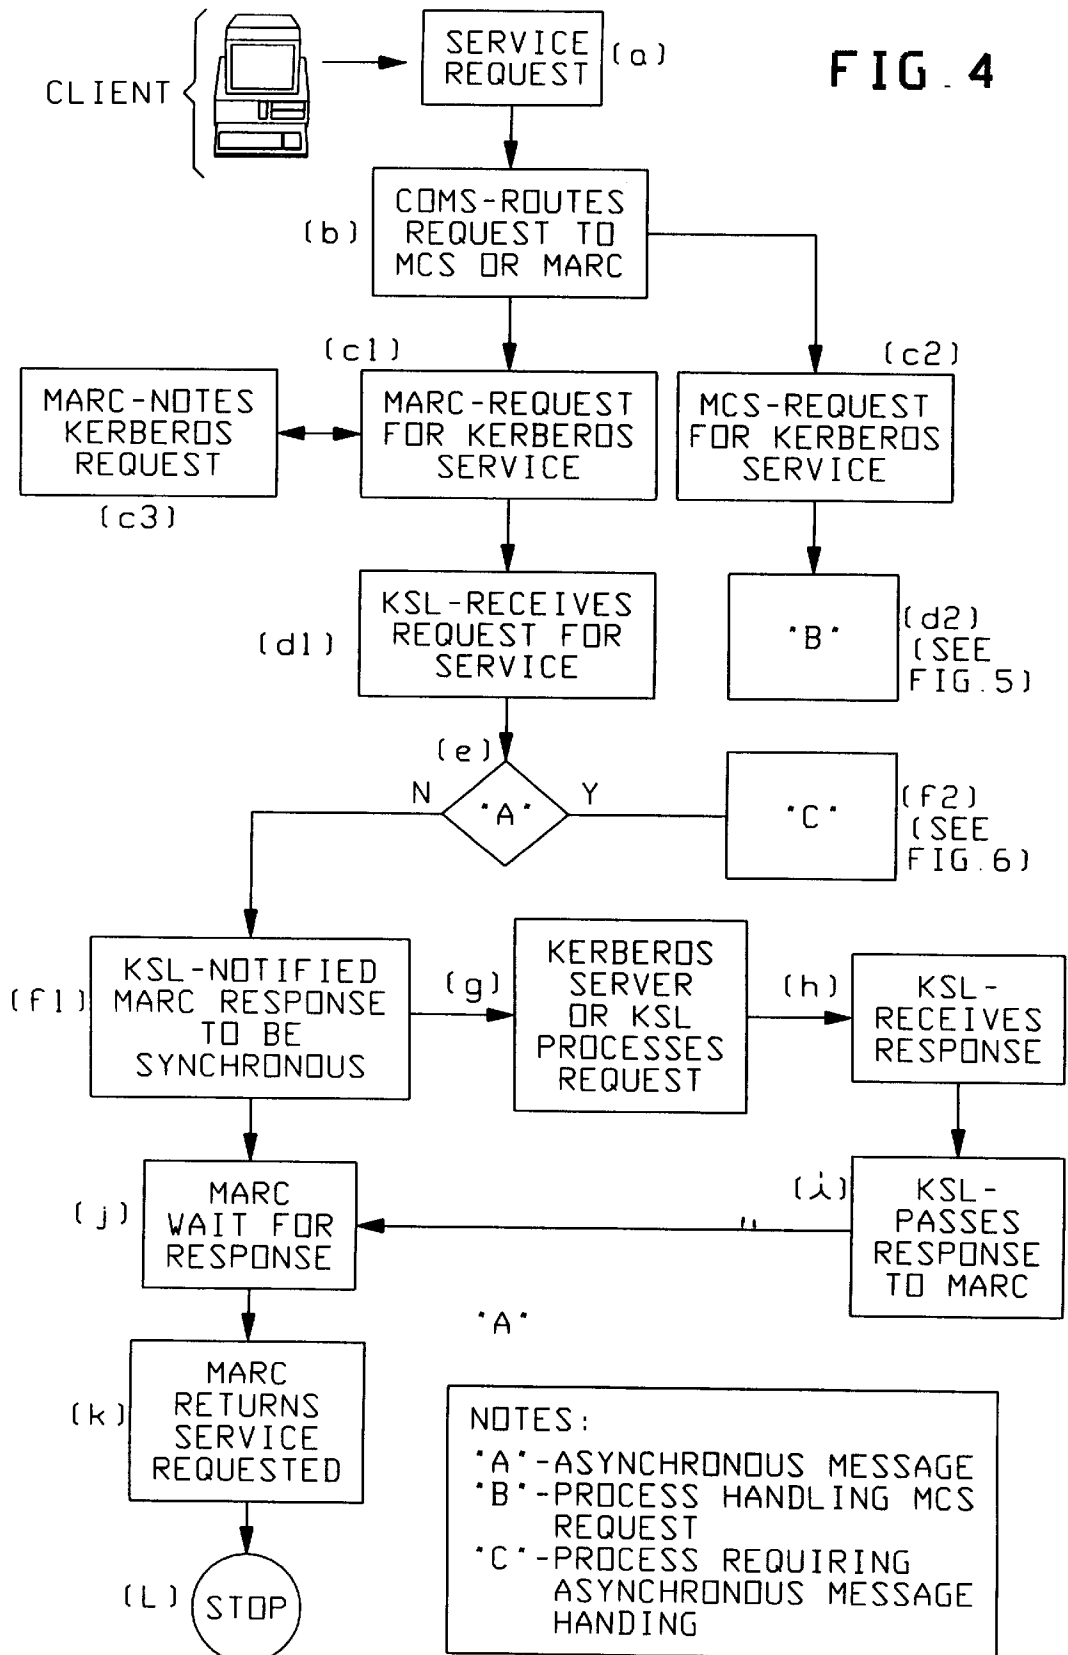 FIG. 4
CLIENT
SERVICE
REQUEST
(a)
COMS-ROUTES
REQUEST TO
MCS OR MARC
(b)
(c1)
(c2)
MARC-NOTES
KERBEROS
REQUEST
(c3)
MARC-REQUEST
FOR KERBEROS
SERVICE
MCS-REQUEST
FOR KERBEROS
SERVICE
KSL-RECEIVES
REQUEST FOR
SERVICE
(d1)
"B"
(d2)
(SEE
FIG.5)
(e)
N
"A"
Y
"C"
(f2)
(SEE
FIG.6)
(f1)
KSL-NOTIFIED
MARC RESPONSE
TO BE
SYNCHRONOUS
(g)
KERBEROS
SERVER
OR KSL
PROCESSES
REQUEST
(h)
KSL-
RECEIVES
RESPONSE
(j)
MARC
WAIT FOR
RESPONSE
(i)
KSL-
PASSES
RESPONSE
TO MARC
"A"
(k)
MARC
RETURNS
SERVICE
REQUESTED
(L)
STOP
NOTES:
"A"-ASYNCHRONOUS MESSAGE
"B"-PROCESS HANDLING MCS
REQUEST
"C"-PROCESS REQUIRING
ASYNCHRONOUS MESSAGE
HANDING